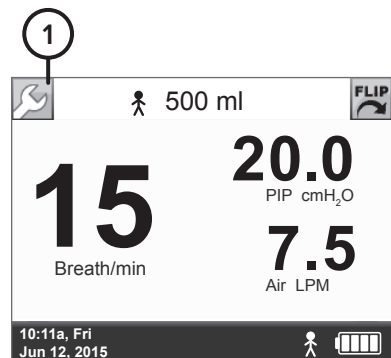 1
500 ml
FLIP
15
Breath/min
20.0
PIP cmH₂O
7.5
Air LPM
10:11a, Fri
Jun 12, 2015